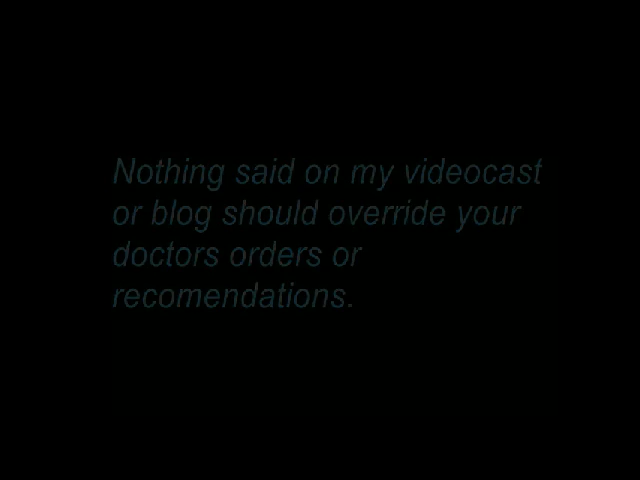 Nothing said on my videocast
or blog should override your
doctors orders or
recomendations.